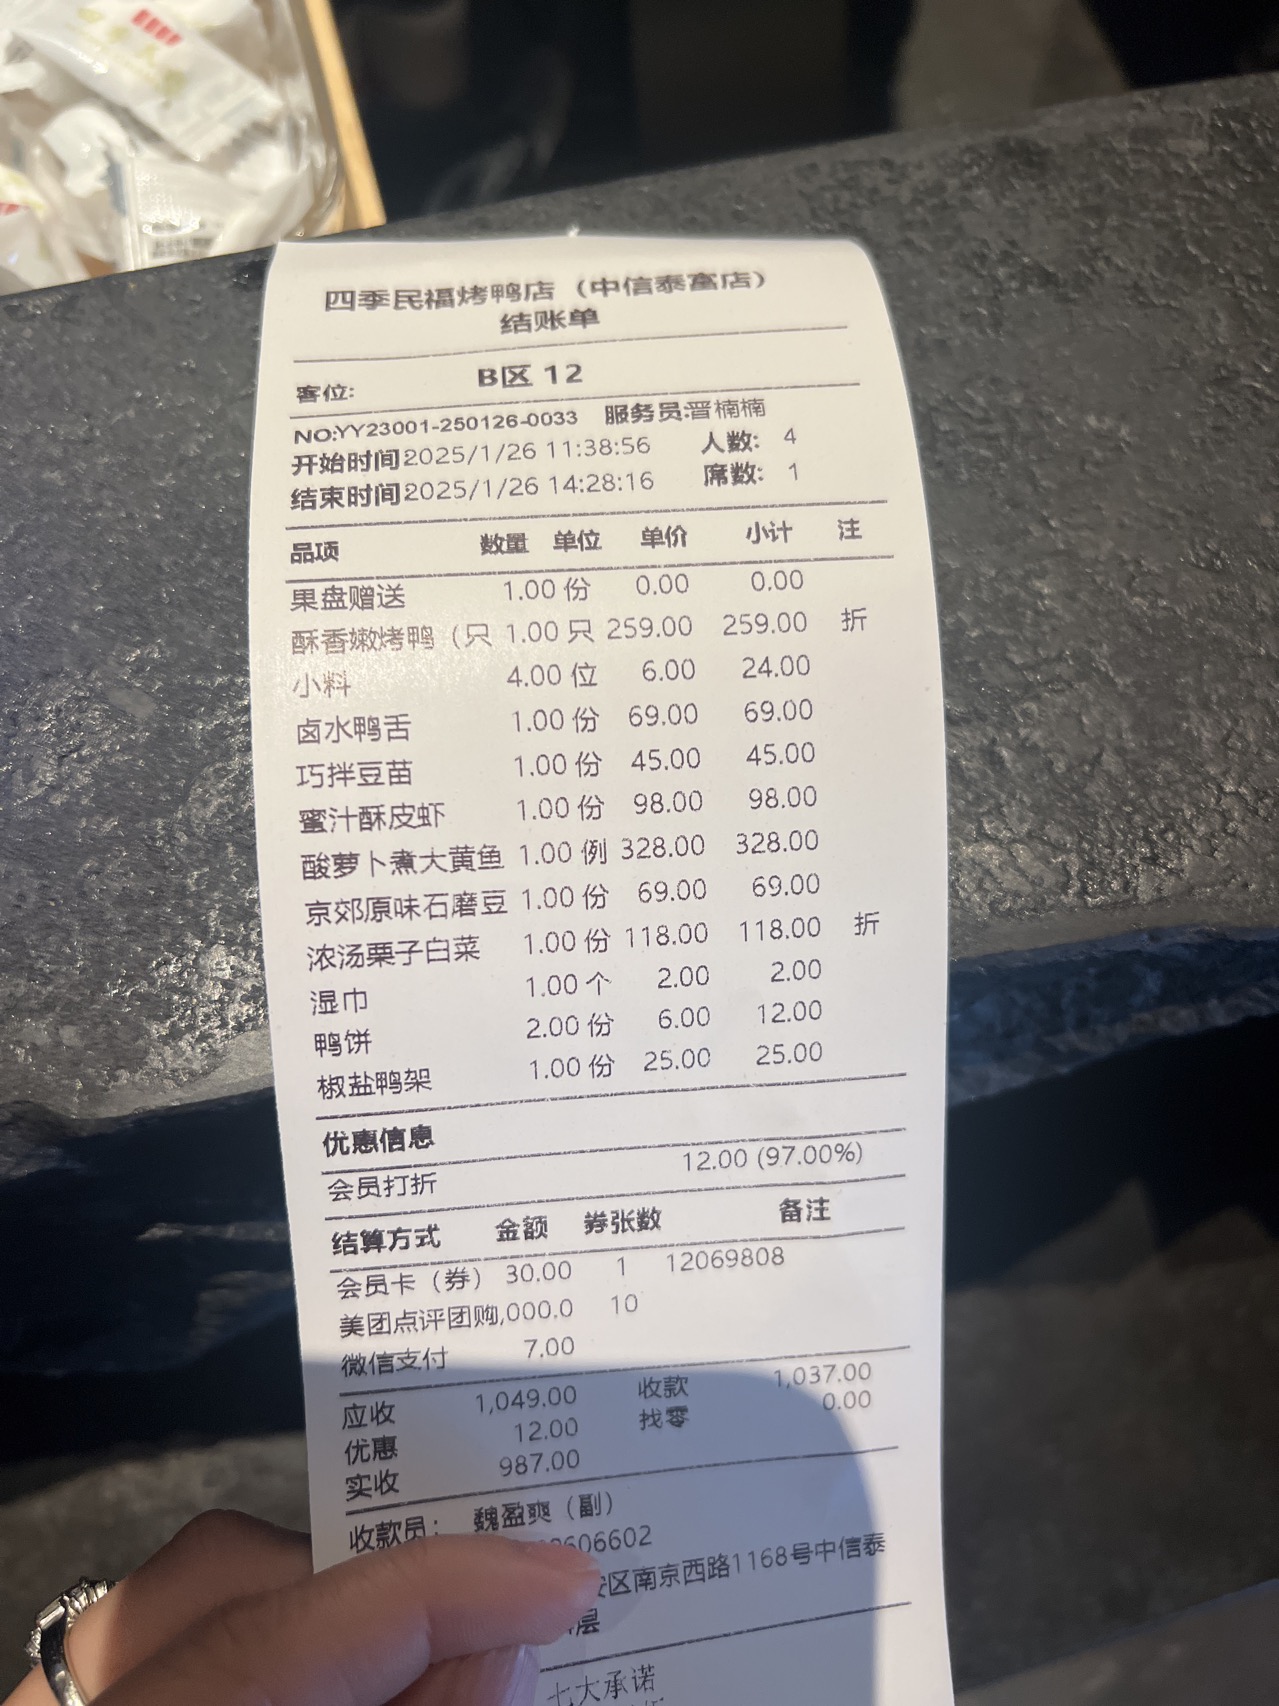 四季民福烤鸭店（中信泰富店）
结账单
客位: B区 12
NO:YY23001-250126-0033 服务员:晋楠楠
开始时间2025/1/26 11:38:56 人数: 4
结束时间2025/1/26 14:28:16 席数: 1
品项 数量 单位 单价 小计 注
果盘赠送 1.00 份 0.00 0.00
酥香嫩烤鸭（只 1.00 只 259.00 259.00 折
小料 4.00 位 6.00 24.00
卤水鸭舌 1.00 份 69.00 69.00
巧拌豆苗 1.00 份 45.00 45.00
蜜汁酥皮虾 1.00 份 98.00 98.00
酸萝卜煮大黄鱼 1.00 例 328.00 328.00
京郊原味石磨豆 1.00 份 69.00 69.00
浓汤栗子白菜 1.00 份 118.00 118.00 折
湿巾 1.00 个 2.00 2.00
鸭饼 2.00 份 6.00 12.00
椒盐鸭架 1.00 份 25.00 25.00
优惠信息
会员打折 12.00 (97.00%)
结算方式 金额 券张数 备注
会员卡（券） 30.00 1 12069808
美团点评团购,000.0 10
微信支付 7.00
应收 1,049.00 收款 1,037.00
优惠 12.00 找零 0.00
实收 987.00
收款员: 魏盈爽（副）
606602
安区南京西路1168号中信泰
层
七大承诺